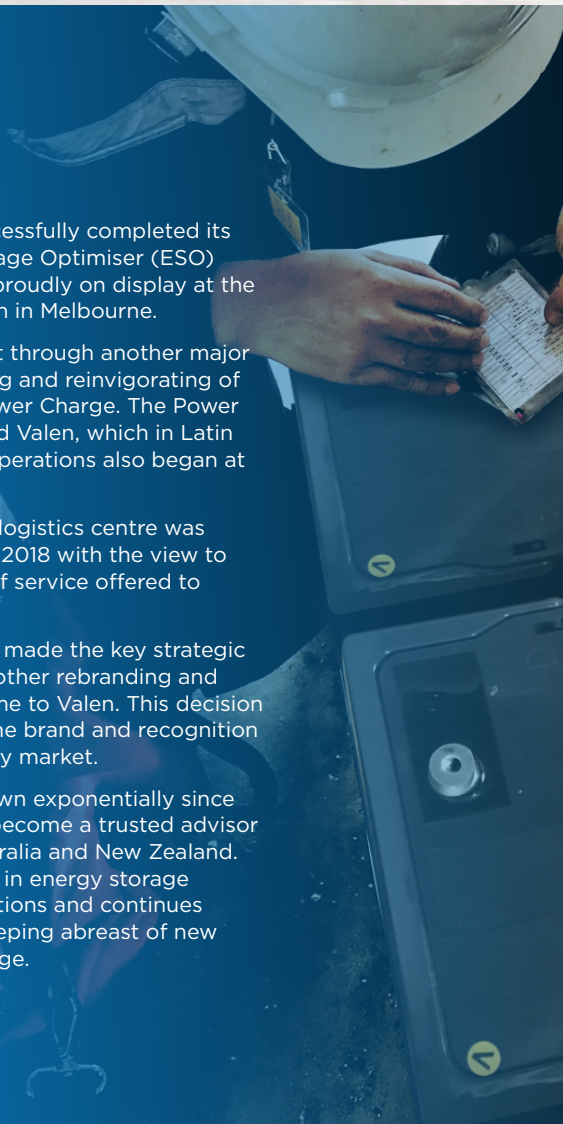 cessfully completed its
age Optimiser (ESO)
proudly on display at the
n in Melbourne.
t through another major
g and reinvigorating of
wer Charge. The Power
d Valen, which in Latin
perations also began at
logistics centre was
2018 with the view to
f service offered to
made the key strategic
other rebranding and
me to Valen. This decision
he brand and recognition
y market.
wn exponentially since
become a trusted advisor
ralia and New Zealand.
in energy storage
tions and continues
eping abreast of new
ge.